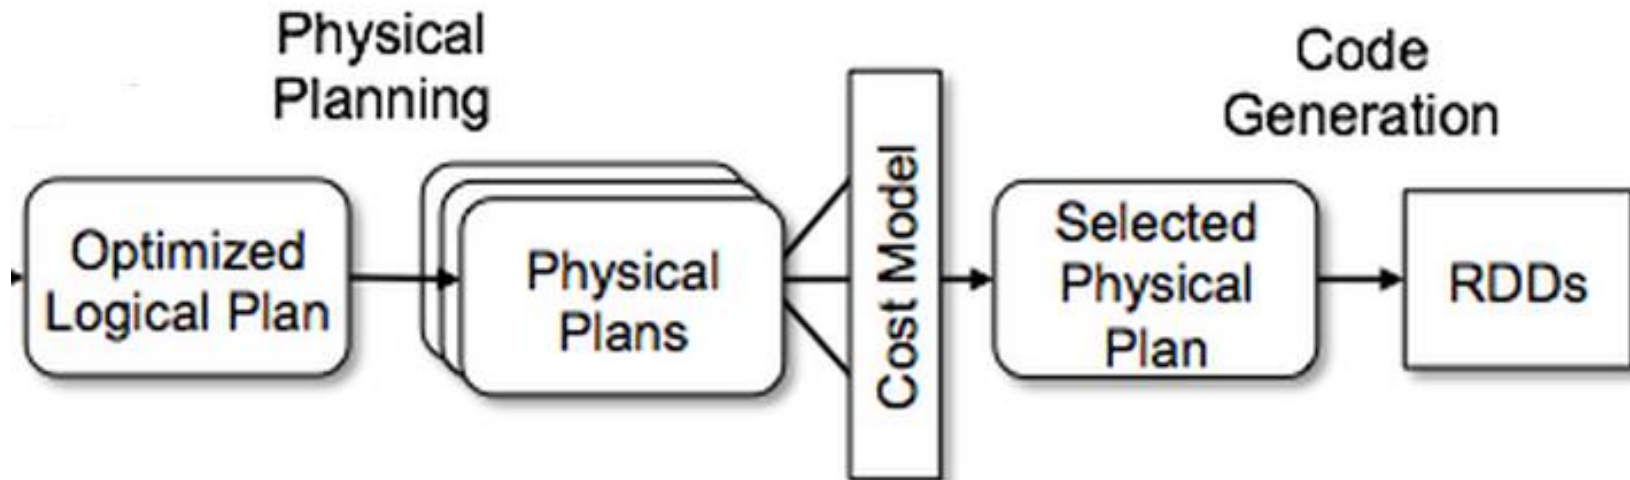 Physical
Planning
Code
Generation
Optimized
Logical Plan
Physical
Plans
Cost Model
Selected
Physical
Plan
RDDs